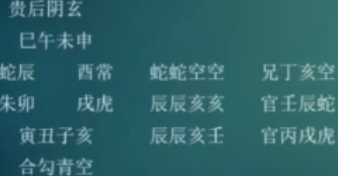 贵后阴玄
巳午未申
蛇辰 酉常 蛇蛇空空 兄丁亥空
朱卯 戌虎 辰辰亥亥 官壬辰蛇
寅丑子亥 辰辰亥壬 官丙戌虎
合勾青空